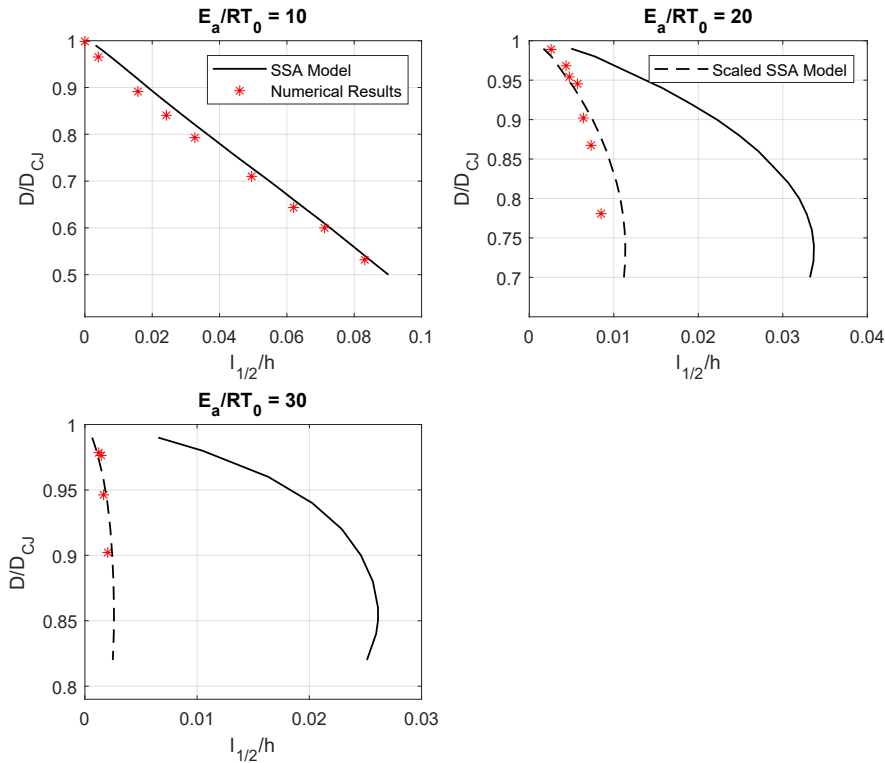 E_a/RT_0 = 10
1
0.9
0.8
0.7
0.6
0.5
D/D_CJ
SSA Model
Numerical Results
0
0.02
0.04
0.06
0.08
0.1
l_1/2/h
E_a/RT_0 = 20
1
0.95
0.9
0.85
0.8
0.75
0.7
D/D_CJ
Scaled SSA Model
0
0.01
0.02
0.03
0.04
l_1/2/h
E_a/RT_0 = 30
1
0.95
0.9
0.85
0.8
D/D_CJ
0
0.01
0.02
0.03
l_1/2/h